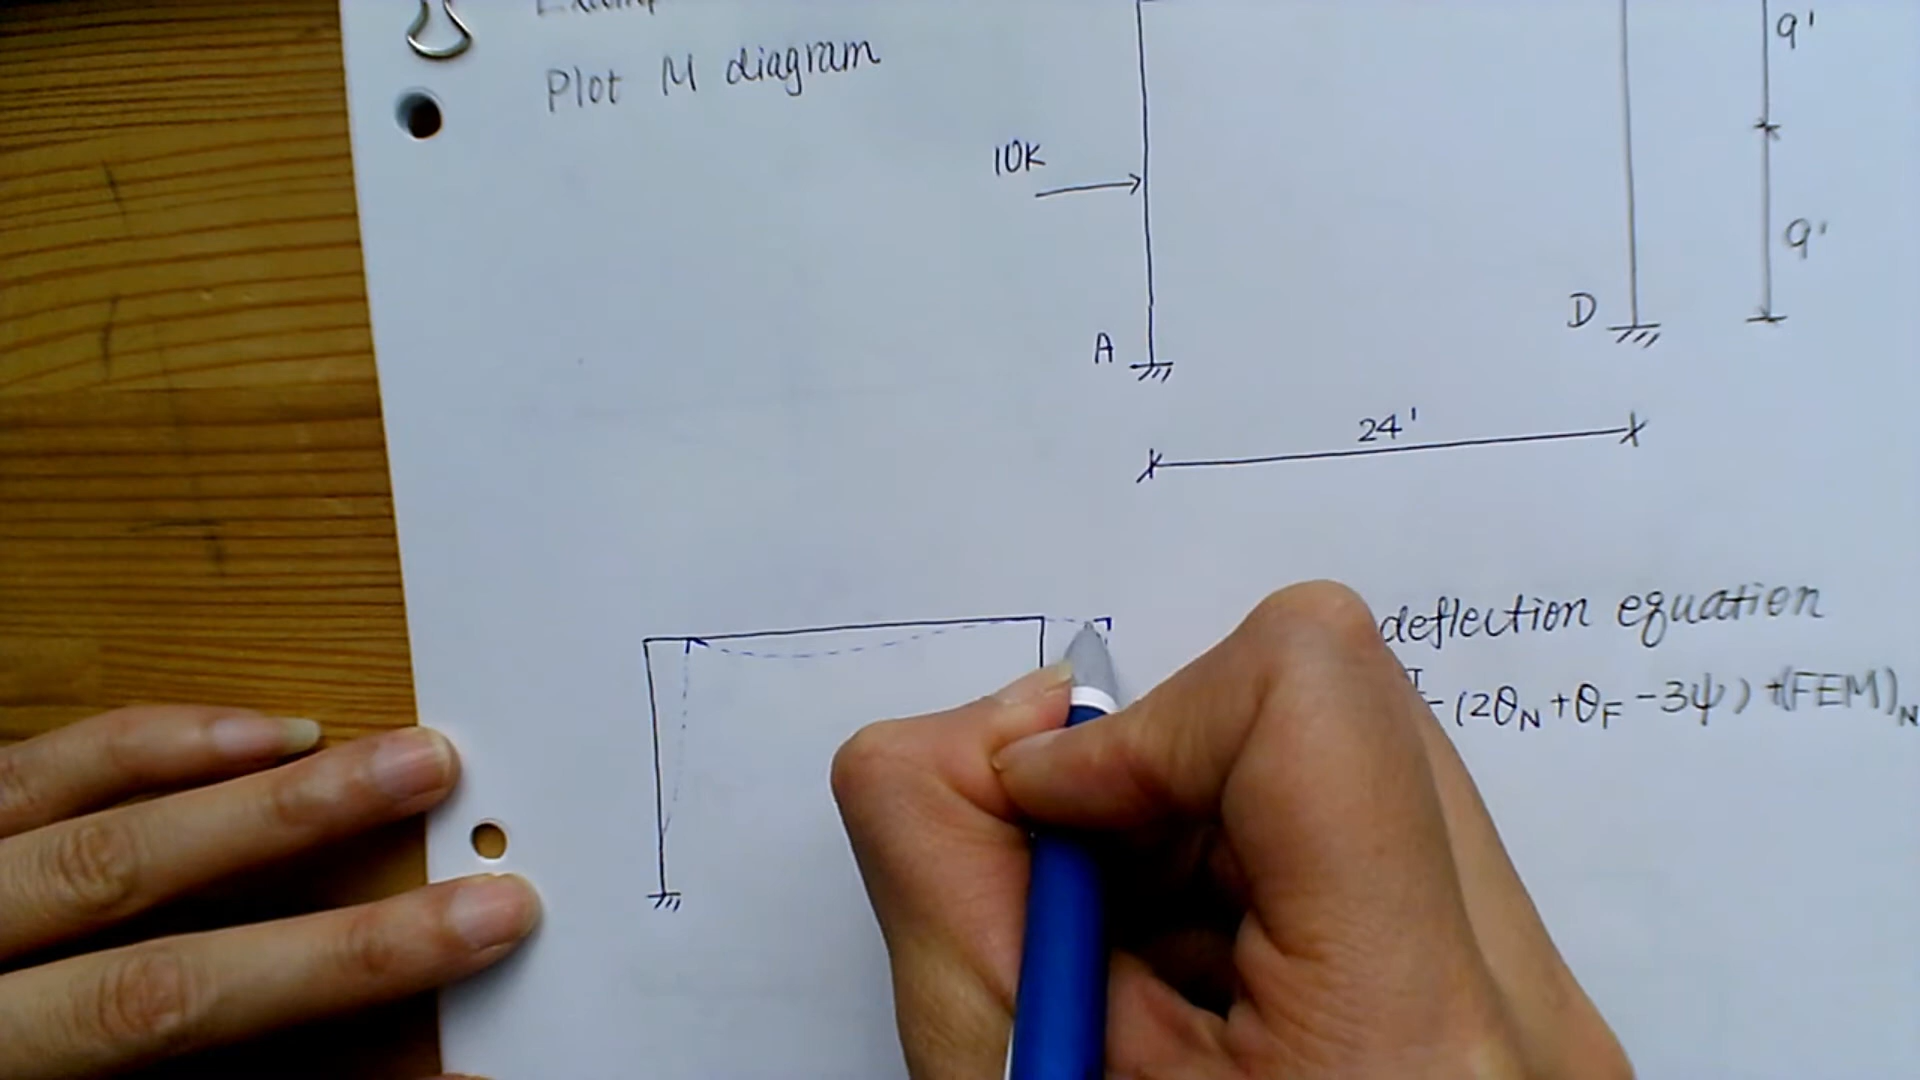 Plot M diagram
9'
10K
9'
D
A
24'
deflection equation
(2θN + θF - 3ψ) + (FEM)N